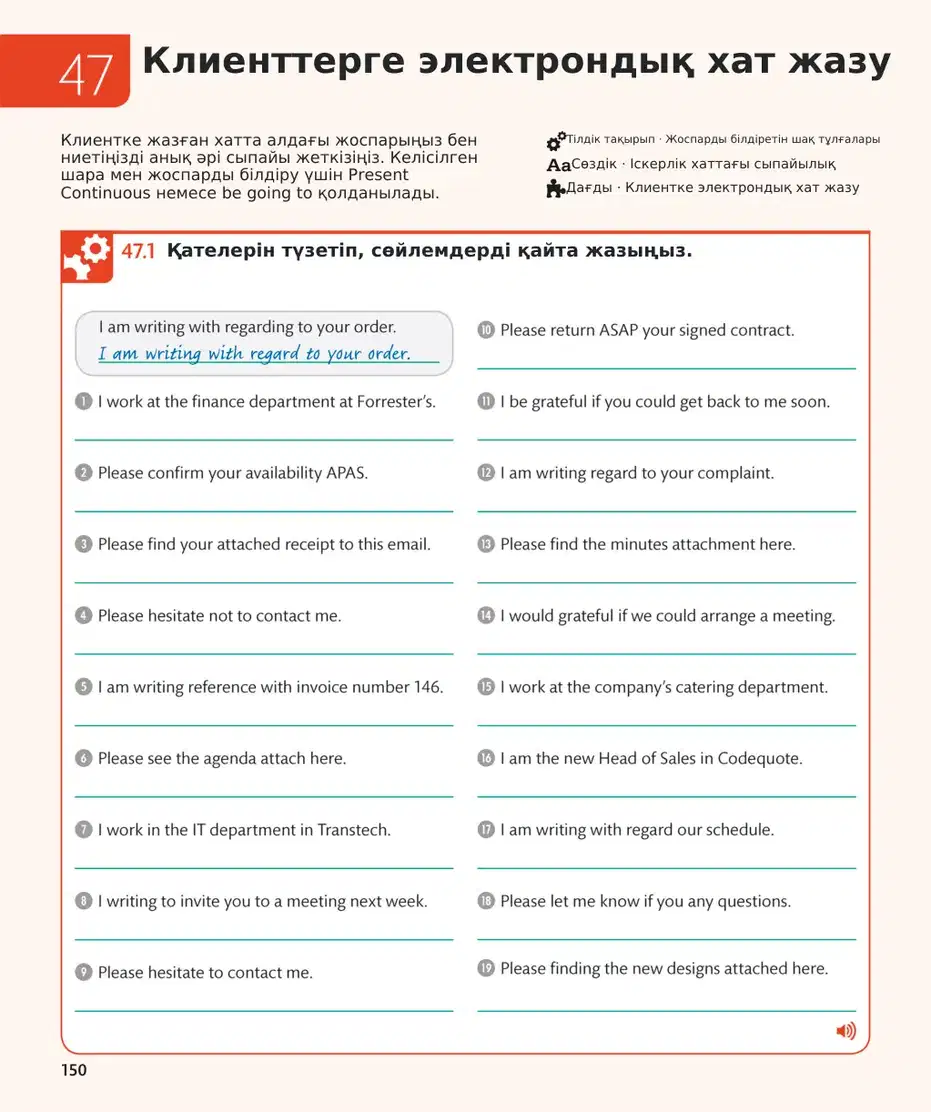 47
Клиенттерге электрондық хат жазу
Клиентке жазған хатта алдағы жоспарыңыз бен
ниетіңізді анық әрі сыпайы жеткізіңіз. Келісілген
шара мен жоспарды білдіру үшін Present
Continuous немесе be going to қолданылады.
Тілдік тақырып · Жоспарды білдіретін шақ тұлғалары
Aa Сөздік · Іскерлік хаттағы сыпайылық
Дағды · Клиентке электрондық хат жазу
47.1 Қателерін түзетіп, сөйлемдерді қайта жазыңыз.
I am writing with regarding to your order.
I am writing with regard to your order.
1 I work at the finance department at Forrester’s.
2 Please confirm your availability APAS.
3 Please find your attached receipt to this email.
4 Please hesitate not to contact me.
5 I am writing reference with invoice number 146.
6 Please see the agenda attach here.
7 I work in the IT department in Transtech.
8 I writing to invite you to a meeting next week.
9 Please hesitate to contact me.
10 Please return ASAP your signed contract.
11 I be grateful if you could get back to me soon.
12 I am writing regard to your complaint.
13 Please find the minutes attachment here.
14 I would grateful if we could arrange a meeting.
15 I work at the company’s catering department.
16 I am the new Head of Sales in Codequote.
17 I am writing with regard our schedule.
18 Please let me know if you any questions.
19 Please finding the new designs attached here.
150